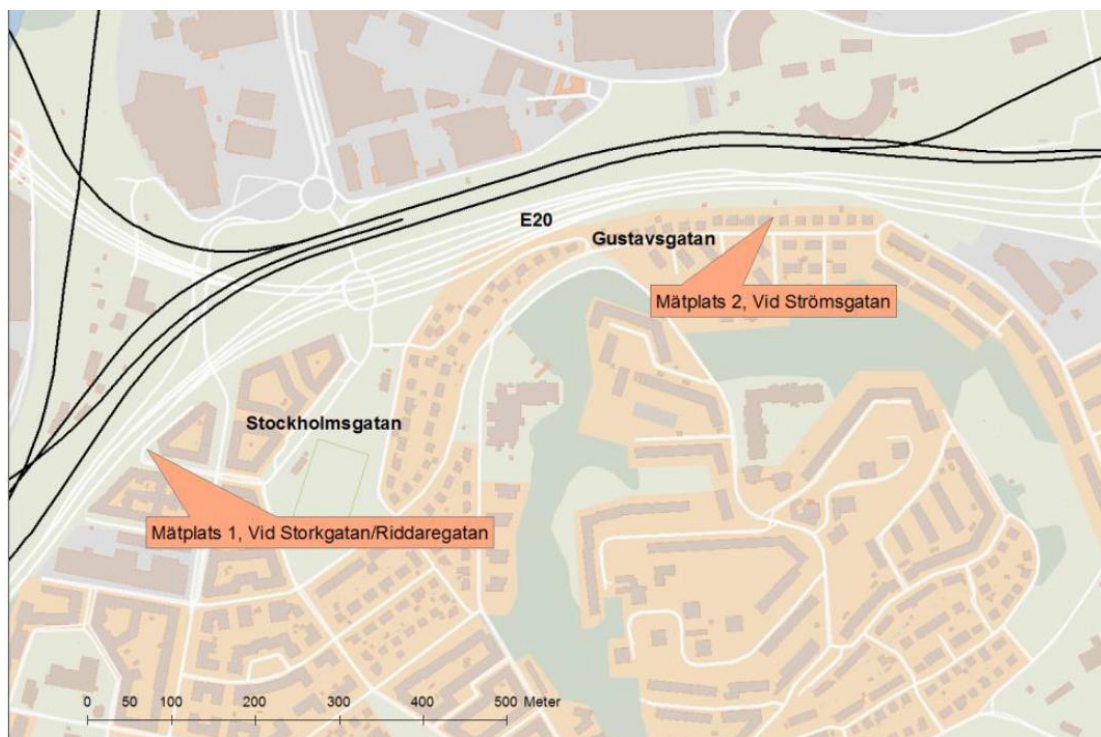 E20
Gustavsgatan
Mätplats 2, Vid Strömsgatan
Stockholmsgatan
Mätplats 1, Vid Storkgatan/Riddaregatan
0 50 100 200 300 400 500 Meter